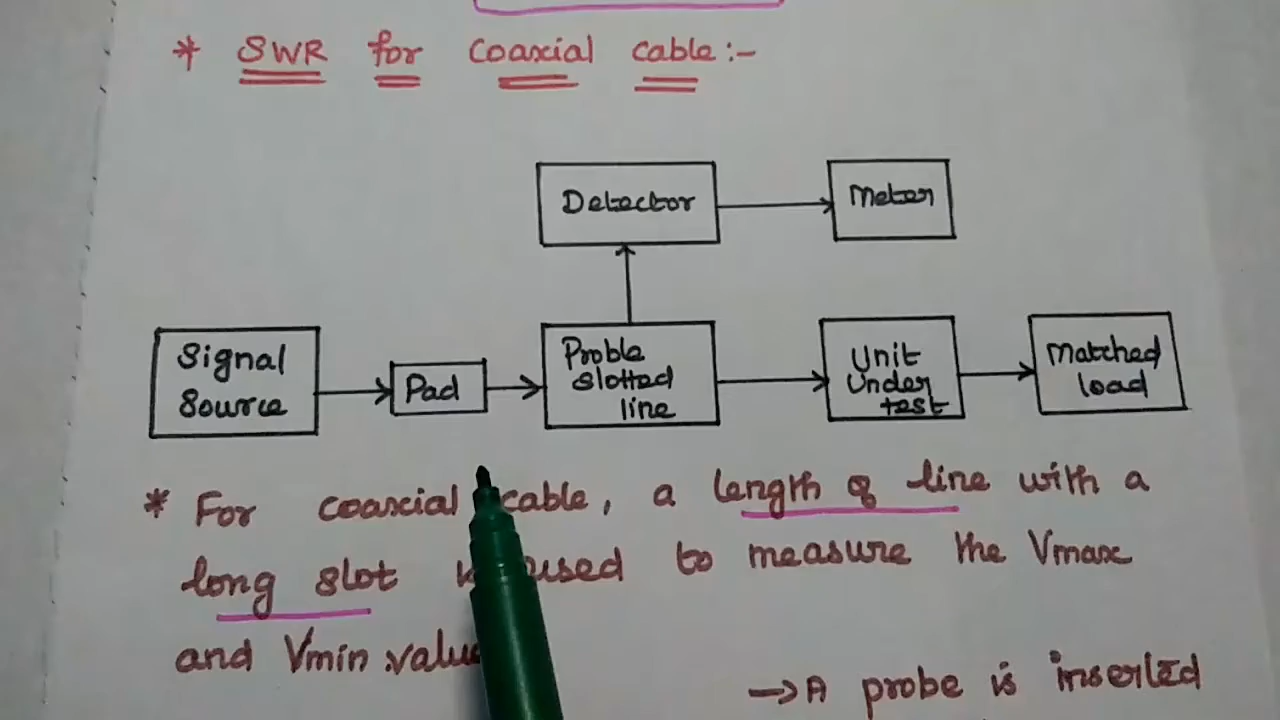 * SWR for coaxial cable:-
Detector
Meter
Signal
Source
Pad
Proble
slotted
line
Unit
Under
test
Matched
load
* For coaxial cable, a length of line with a
long slot used to measure the Vmax
and Vmin
→ A probe is inserted